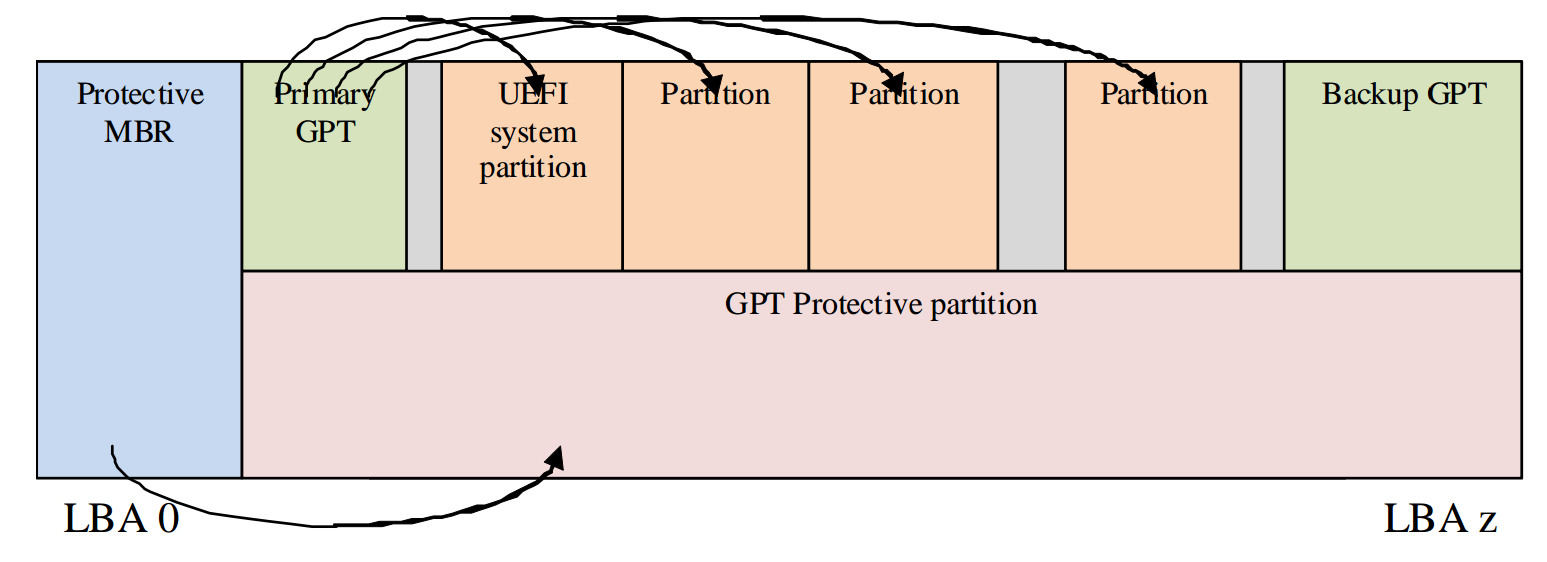 Protective
MBR
Primary
GPT
UEFI
system
partition
Partition
Partition
Partition
Backup GPT
GPT Protective partition
LBA 0
LBA z